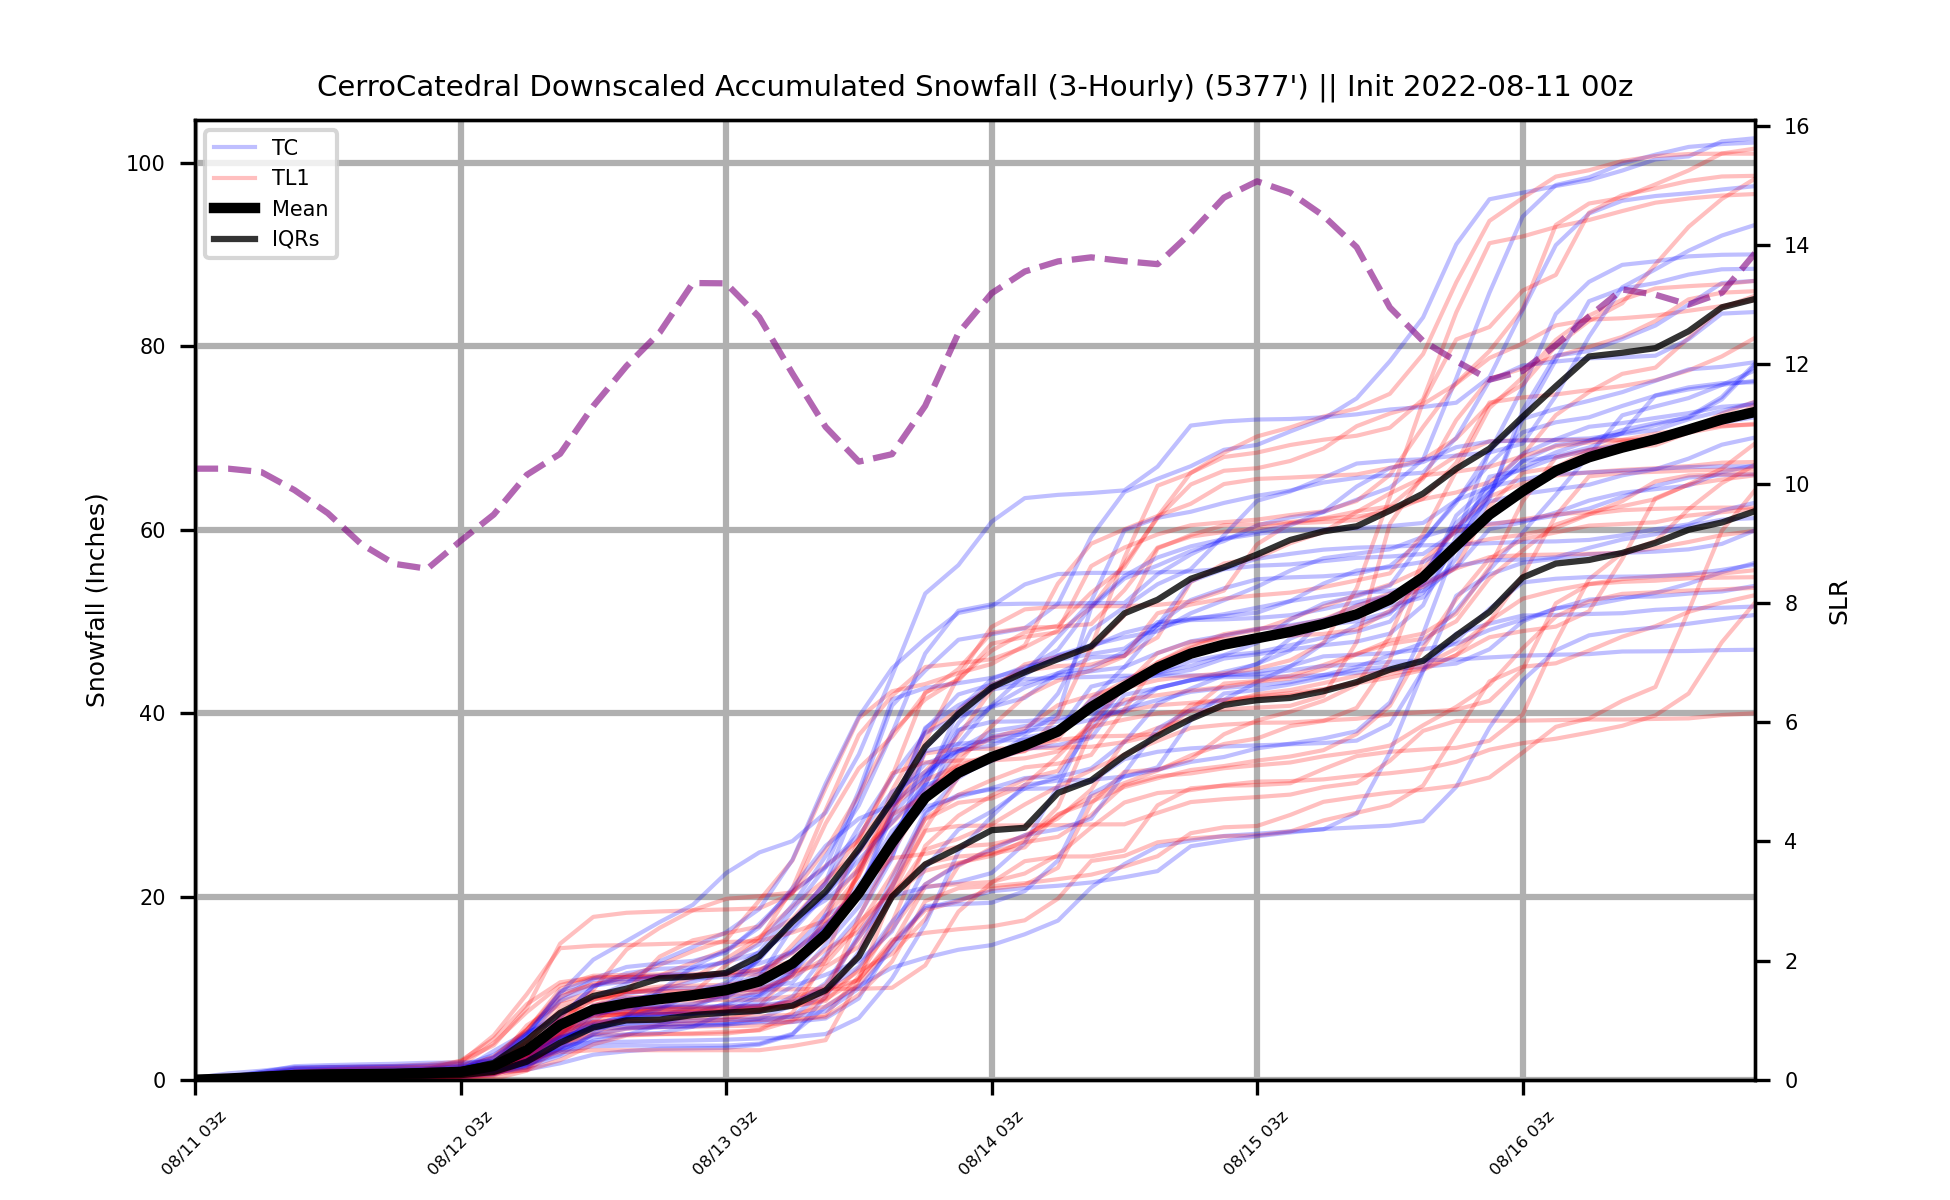 CerroCatedral Downscaled Accumulated Snowfall (3-Hourly) (5377') || Init 2022-08-11 00z
TC
TL1
Mean
IQRs
Snowfall (Inches)
100
80
60
40
20
0
SLR
16
14
12
10
8
6
4
2
0
08/11 03z
08/12 03z
08/13 03z
08/14 03z
08/15 03z
08/16 03z